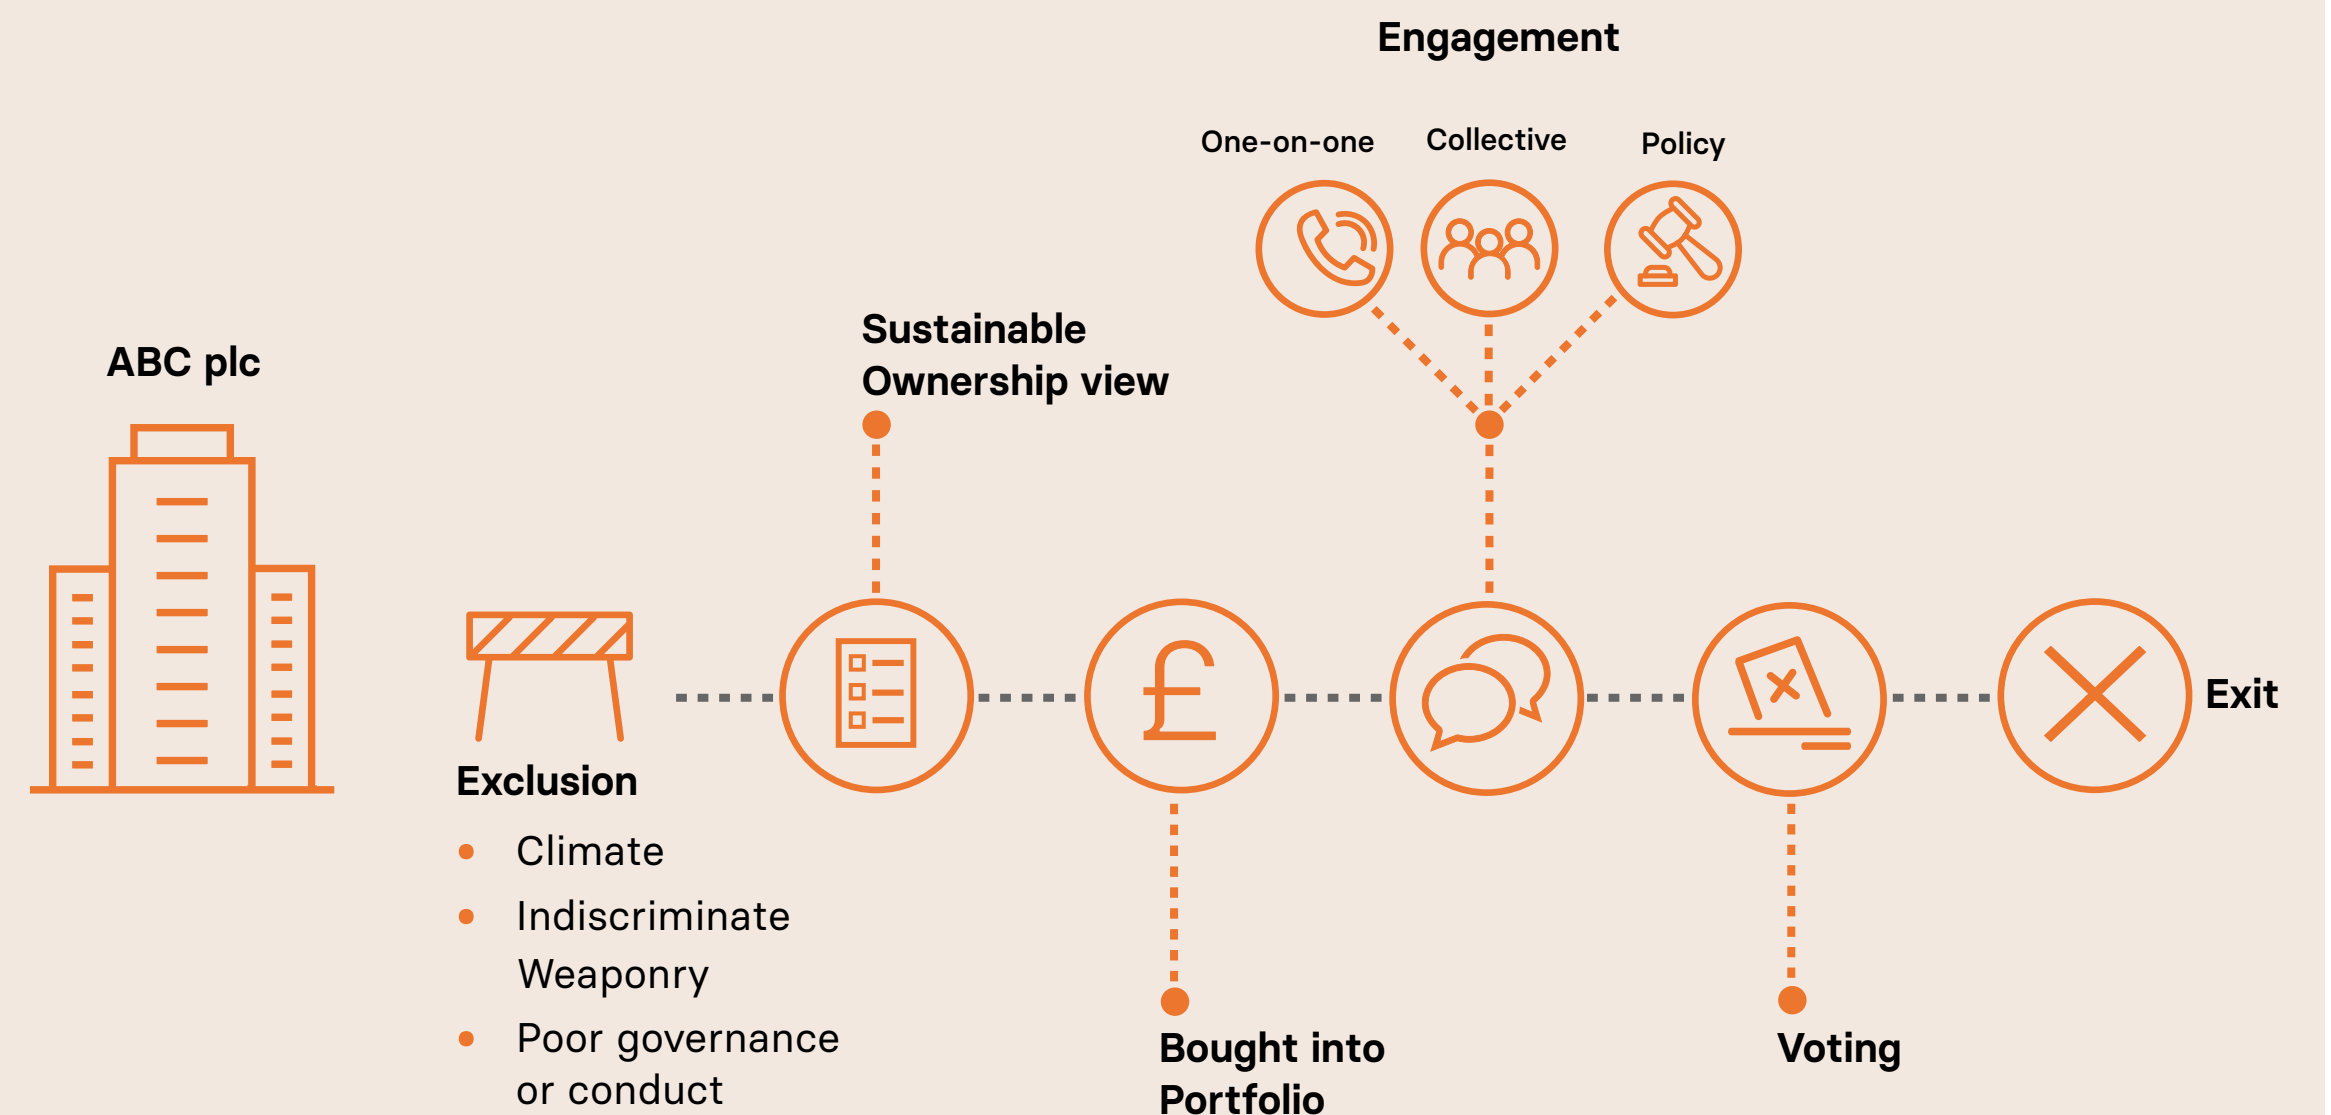 Engagement
One-on-one
Collective
Policy
Sustainable
Ownership view
ABC plc
Exit
Exclusion
• Climate
• Indiscriminate
Weaponry
• Poor governance
or conduct
Bought into
Portfolio
Voting